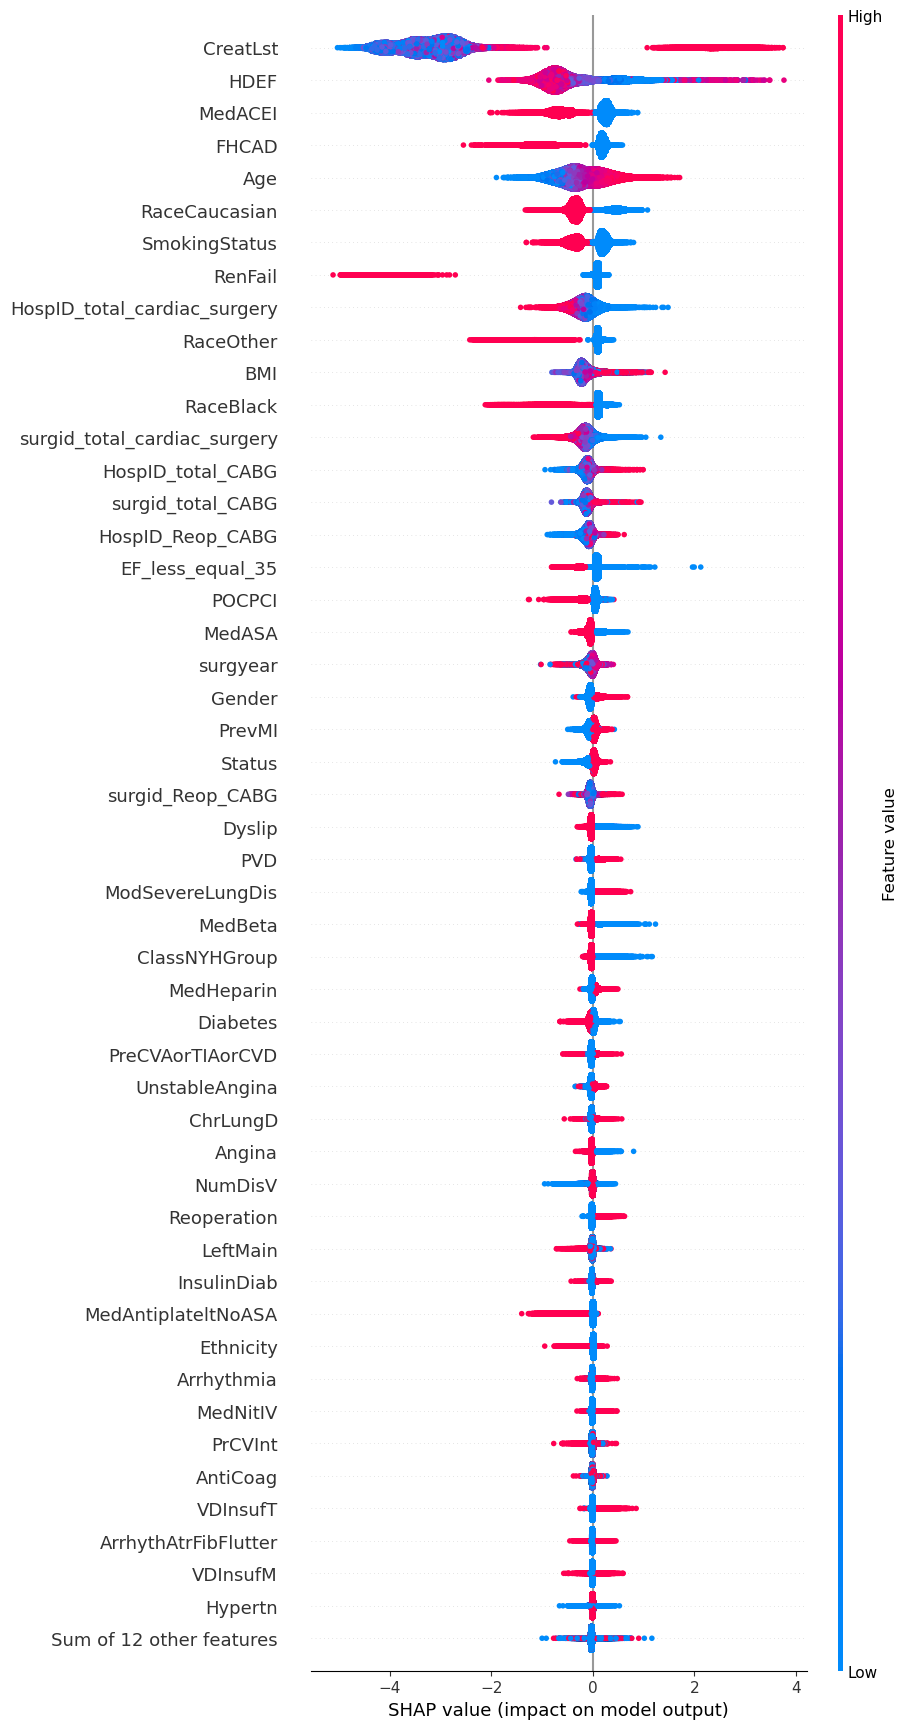 High
CreatLst
HDEF
MedACEI
FHCAD
Age
RaceCaucasian
SmokingStatus
RenFail
HospID_total_cardiac_surgery
RaceOther
BMI
RaceBlack
surgid_total_cardiac_surgery
HospID_total_CABG
surgid_total_CABG
HospID_Reop_CABG
EF_less_equal_35
POCPCI
MedASA
surgyear
Gender
PrevMI
Status
surgid_Reop_CABG
Dyslip
PVD
ModSevereLungDis
MedBeta
ClassNYHGroup
MedHeparin
Diabetes
PreCVAorTIAorCVD
UnstableAngina
ChrLungD
Angina
NumDisV
Reoperation
LeftMain
InsulinDiab
MedAntiplateltNoASA
Ethnicity
Arrhythmia
MedNitIV
PrCVInt
AntiCoag
VDInsufT
ArrhythAtrFibFlutter
VDInsufM
Hypertn
Sum of 12 other features
Feature value
Low
−4 −2 0 2 4
SHAP value (impact on model output)